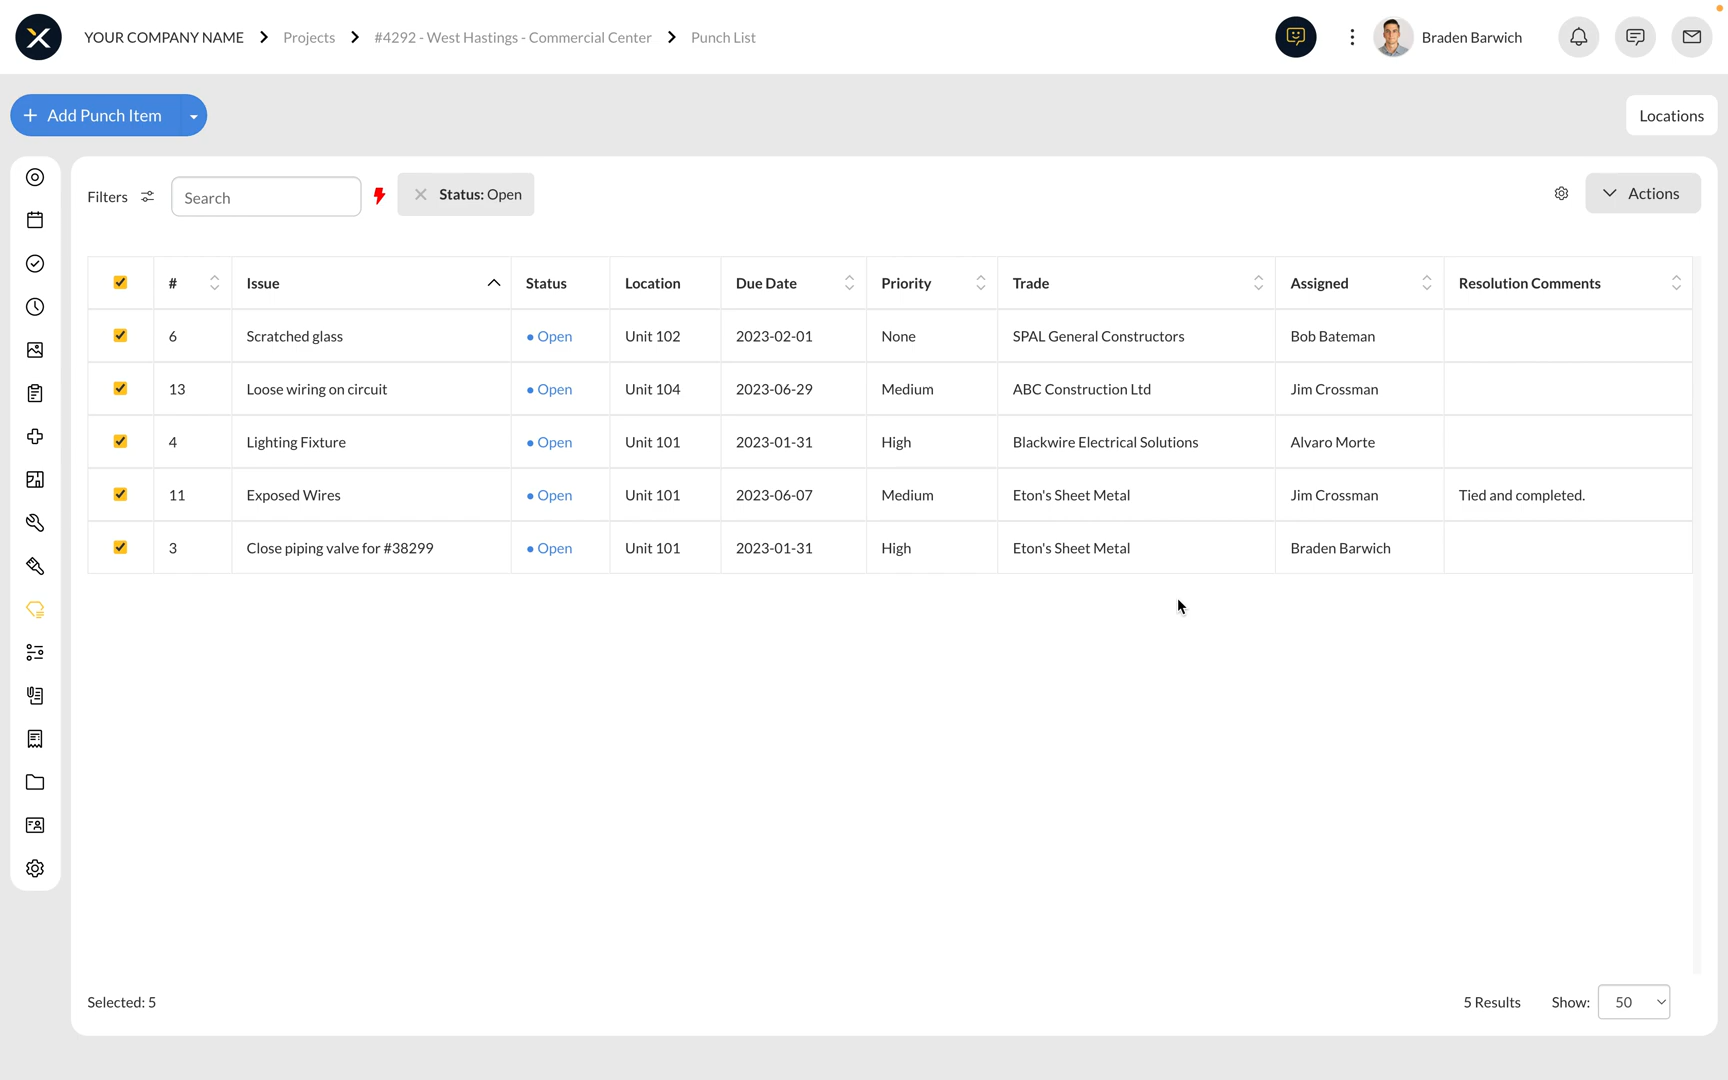 YOUR COMPANY NAME Projects #4292 - West Hastings - Commercial Center Punch List Braden Barwich
+ Add Punch Item Locations
Filters Search Status: Open Actions
# Issue Status Location Due Date Priority Trade Assigned Resolution Comments
6 Scratched glass Open Unit 102 2023-02-01 None SPAL General Constructors Bob Bateman
13 Loose wiring on circuit Open Unit 104 2023-06-29 Medium ABC Construction Ltd Jim Crossman
4 Lighting Fixture Open Unit 101 2023-01-31 High Blackwire Electrical Solutions Alvaro Morte
11 Exposed Wires Open Unit 101 2023-06-07 Medium Eton's Sheet Metal Jim Crossman Tied and completed.
3 Close piping valve for #38299 Open Unit 101 2023-01-31 High Eton's Sheet Metal Braden Barwich
Selected: 5 5 Results Show: 50